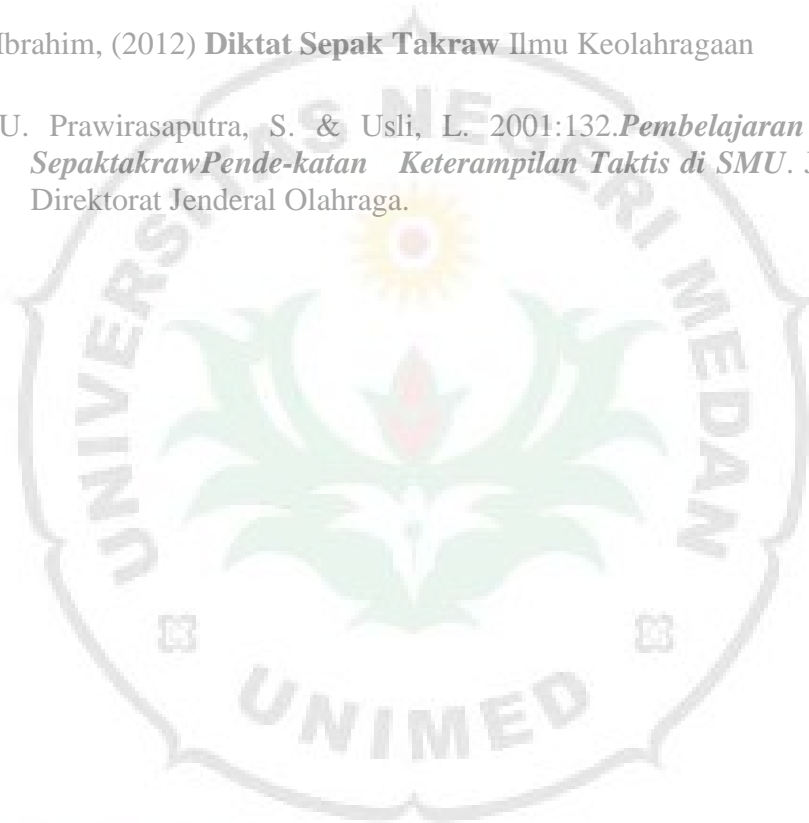 Ibrahim, (2012) Diktat Sepak Takraw Ilmu Keolahragaan
U. Prawirasaputra, S. & Usli, L. 2001:132.Pembelajaran
SepaktakrawPende-katan Keterampilan Taktis di SMU.
Direktorat Jenderal Olahraga.
UNIVERSITAS NEGERI MEDAN
UNIMED